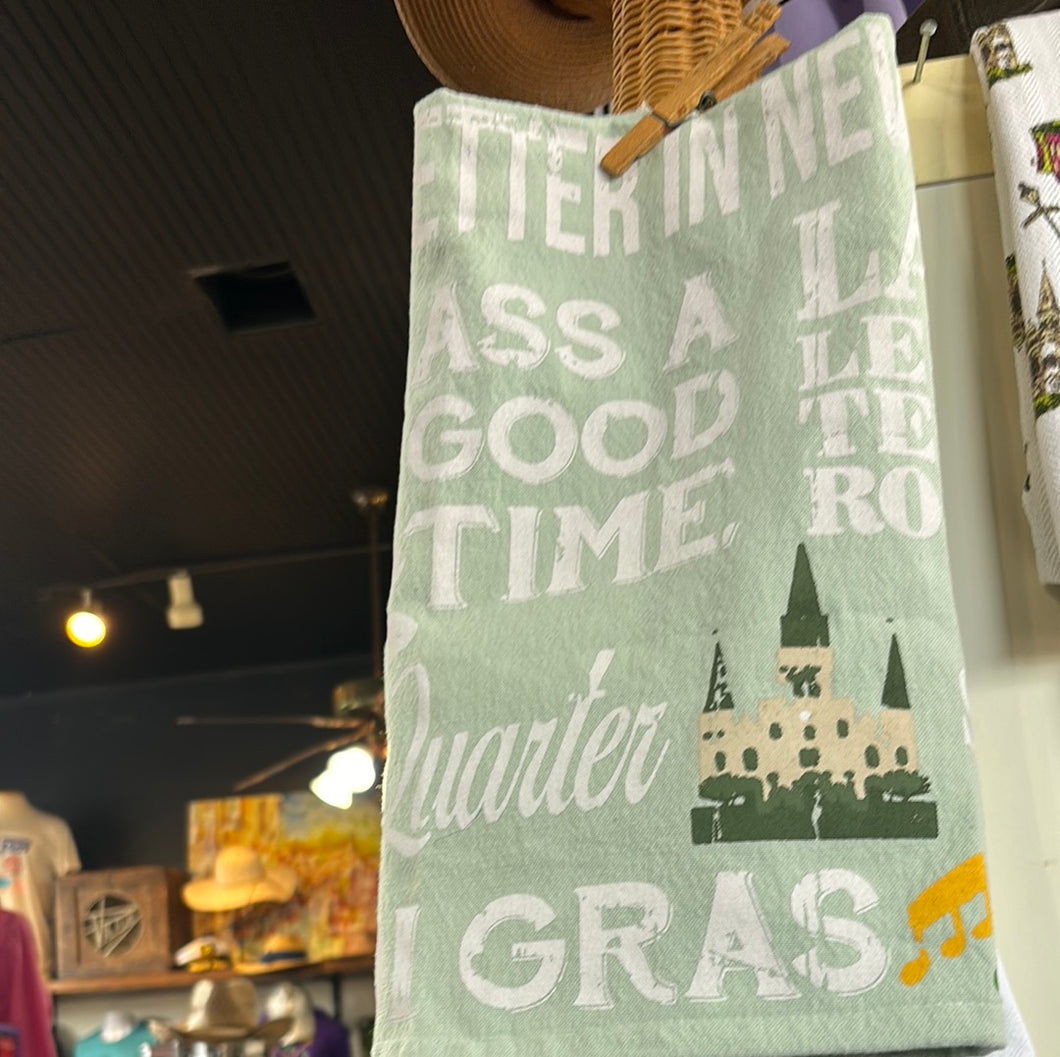 ETTER IN NE
ASS A
GOOD
TIME.
LA
LE
TE
RO
Quarter
I GRAS